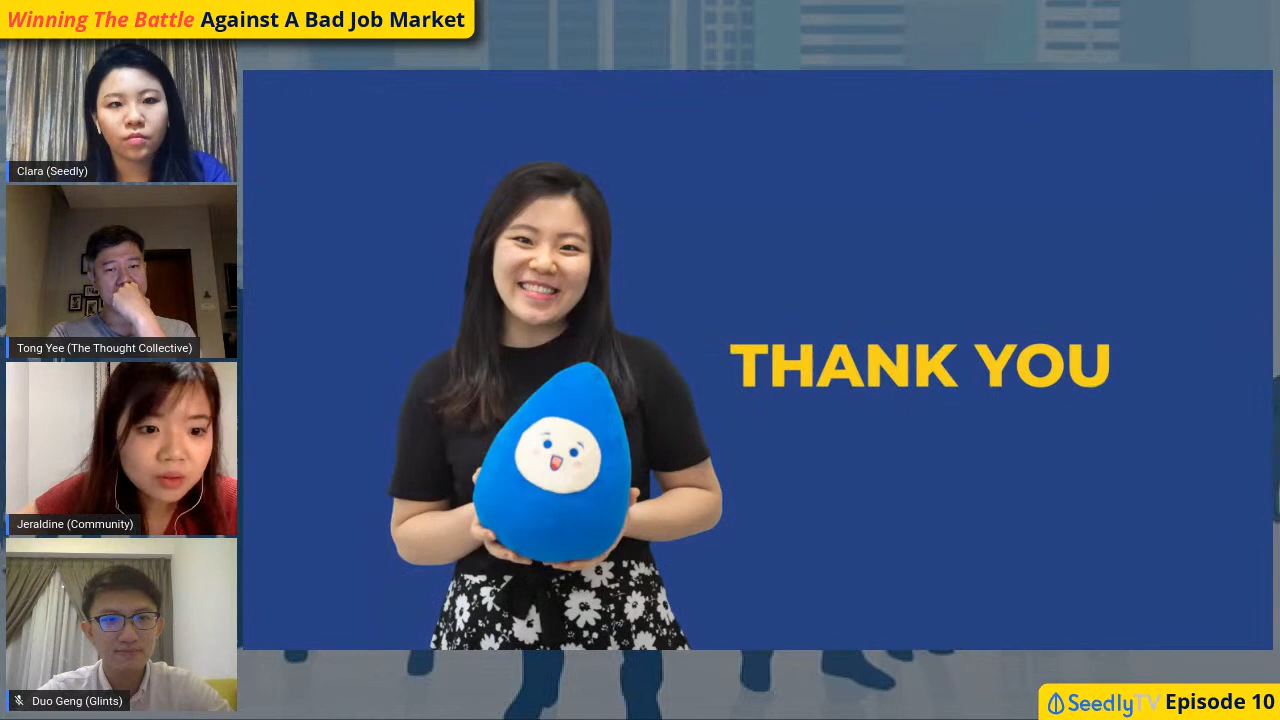 Winning The Battle Against A Bad Job Market
Clara (Seedly)
Tong Yee (The Thought Collective)
Jeraldine (Community)
Duo Geng (Glints)
THANK YOU
SeedlyTV Episode 10